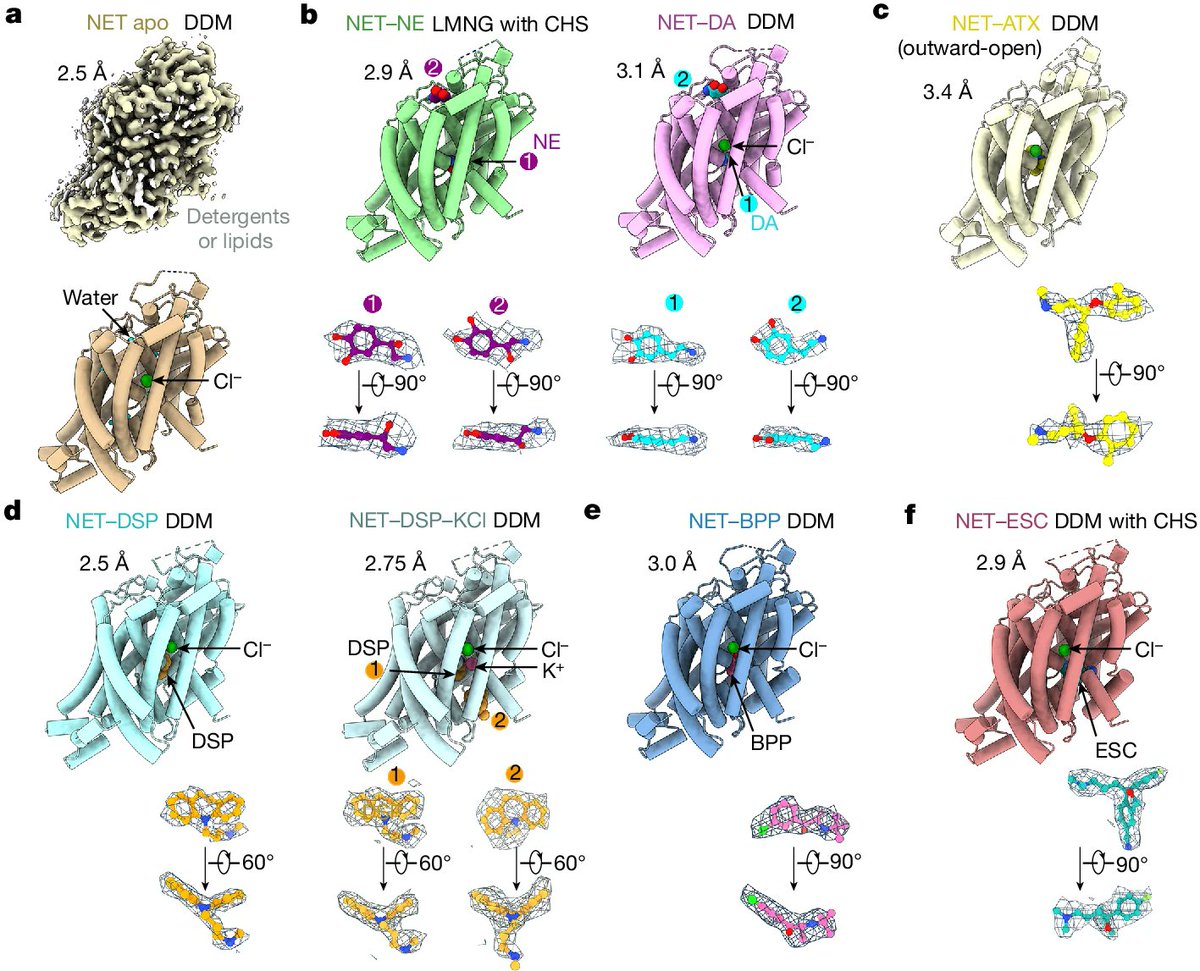 a
NET apo DDM
2.5 Å
Detergents
or lipids
Water
Cl–
b
NET–NE LMNG with CHS
2.9 Å
2
NE
1
NET–DA DDM
3.1 Å
2
Cl–
1
DA
1
2
1
2
90°
90°
90°
90°
c
NET–ATX DDM
(outward-open)
3.4 Å
90°
d
NET–DSP DDM
2.5 Å
Cl–
DSP
60°
NET–DSP–KCl DDM
2.75 Å
DSP
1
Cl–
K+
2
1
2
60°
60°
e
NET–BPP DDM
3.0 Å
Cl–
BPP
90°
f
NET–ESC DDM with CHS
2.9 Å
Cl–
ESC
90°